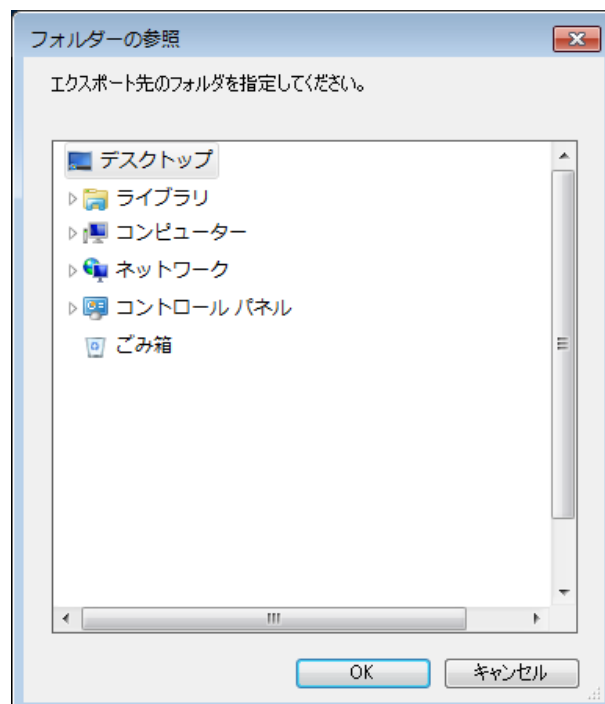 フォルダーの参照
エクスポート先のフォルダを指定してください。
デスクトップ
ライブラリ
コンピューター
ネットワーク
コントロール パネル
ごみ箱
OK
キャンセル